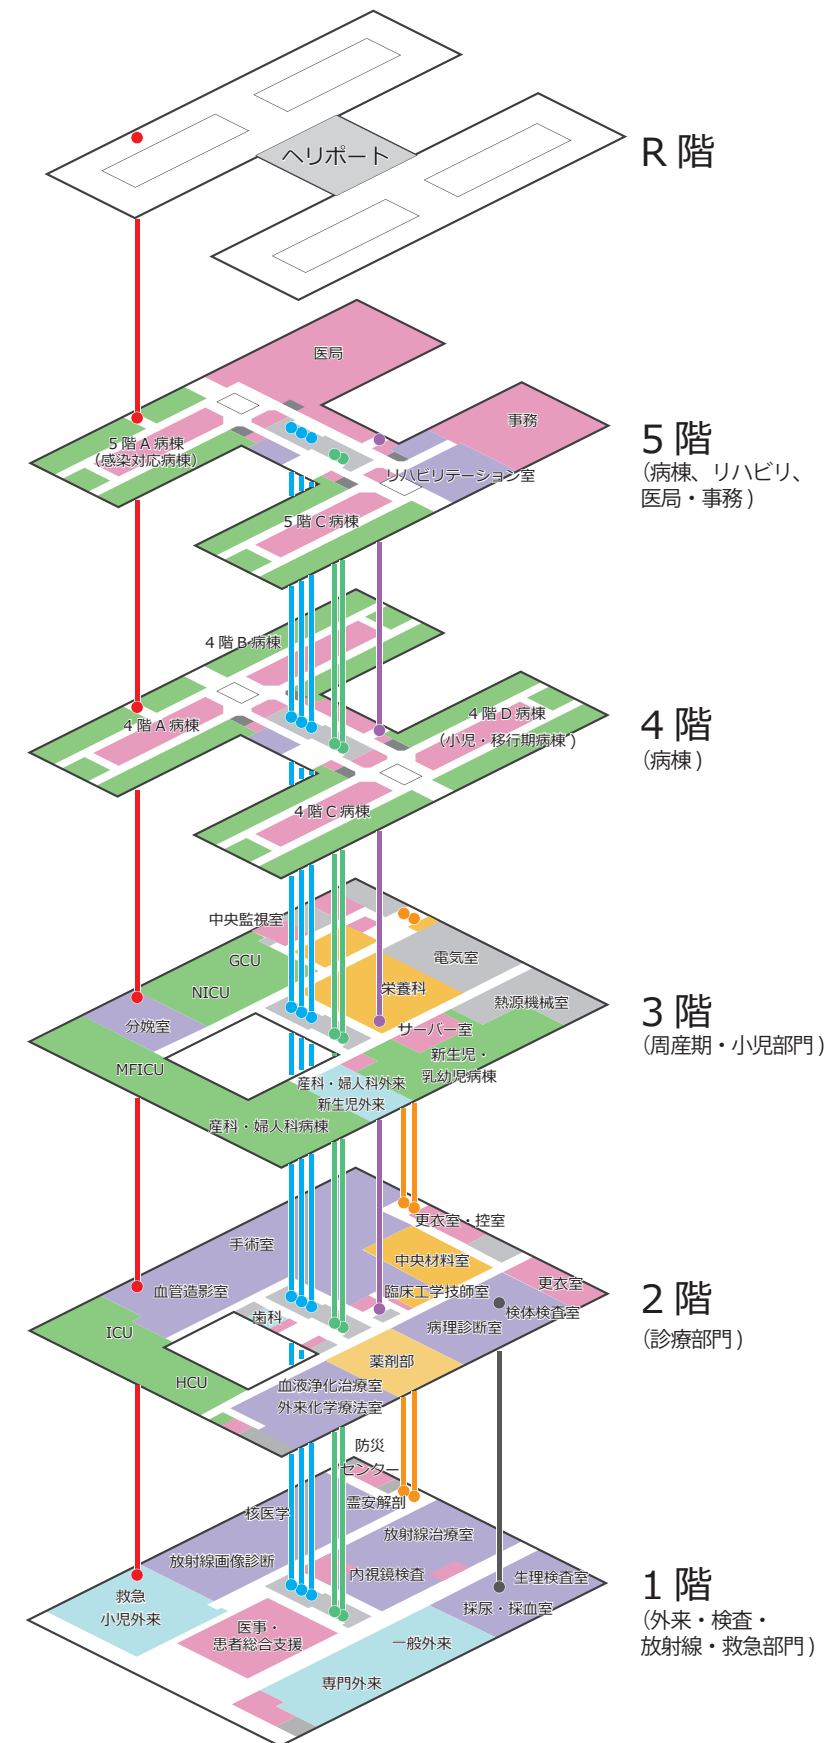 ヘリポート
R 階
医局
事務
5 階 A 病棟
（感染対応病棟）
リハビリテーション室
5 階 C 病棟
5 階
（病棟、リハビリ、
医局・事務 )
4 階 B 病棟
4 階 A 病棟
4 階 D 病棟
（小児・移行期病棟 )
4 階 C 病棟
4 階
（病棟 )
中央監視室
GCU
NICU
電気室
栄養科
熱源機械室
分娩室
サーバー室
MFICU
新生児・
乳幼児病棟
産科・婦人科外来
新生児外来
産科・婦人科病棟
3 階
（周産期・小児部門 )
更衣室・控室
手術室
中央材料室
血管造影室
臨床工学技師室
更衣室
検体検査室
歯科
病理診断室
ICU
薬剤部
HCU
血液浄化治療室
外来化学療法室
2 階
（診療部門 )
防災
センター
霊安解剖
核医学
放射線治療室
放射線画像診断
内視鏡検査
生理検査室
救急
小児外来
採尿・採血室
医事・
患者総合支援
一般外来
専門外来
1 階
（外来・検査・
放射線・救急部門 )